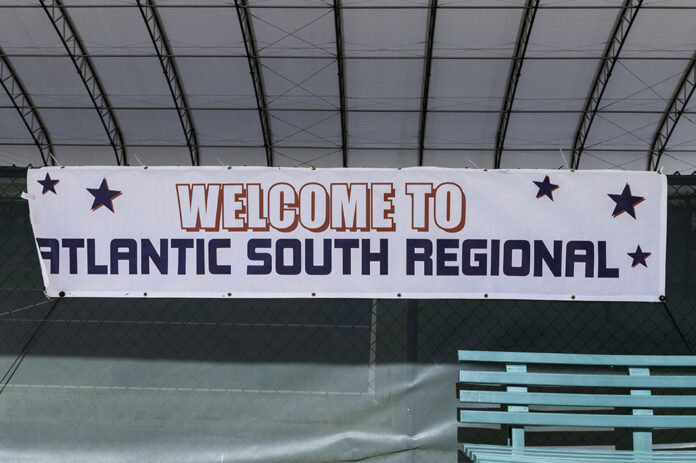 WELCOME TO
ATLANTIC SOUTH REGIONAL